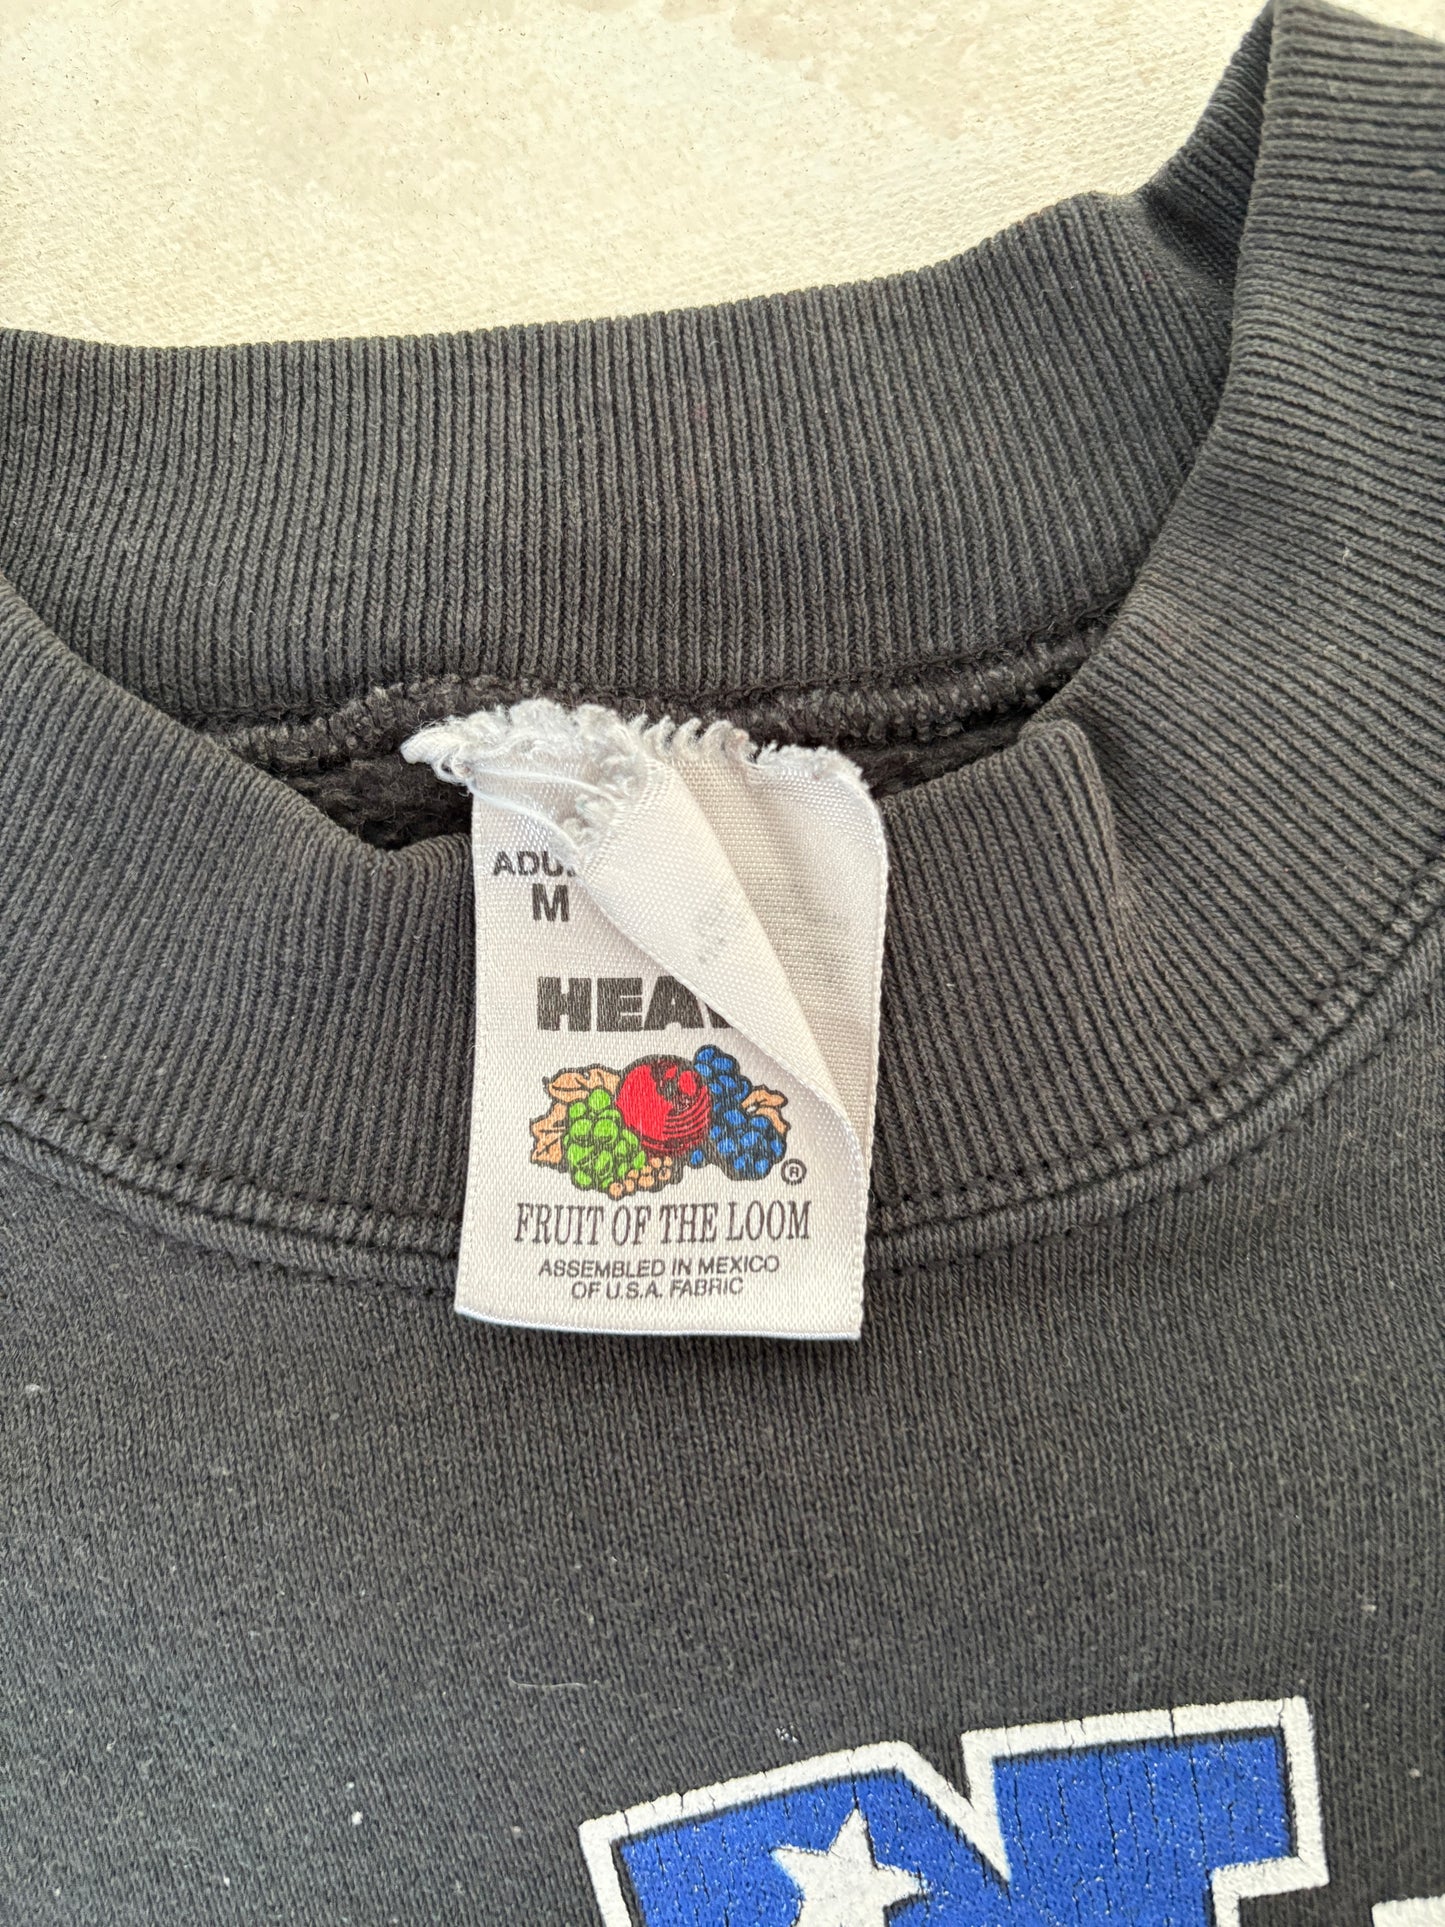 M
®
FRUIT OF THE LOOM
ASSEMBLED IN MEXICO
OF U.S.A. FABRIC
N